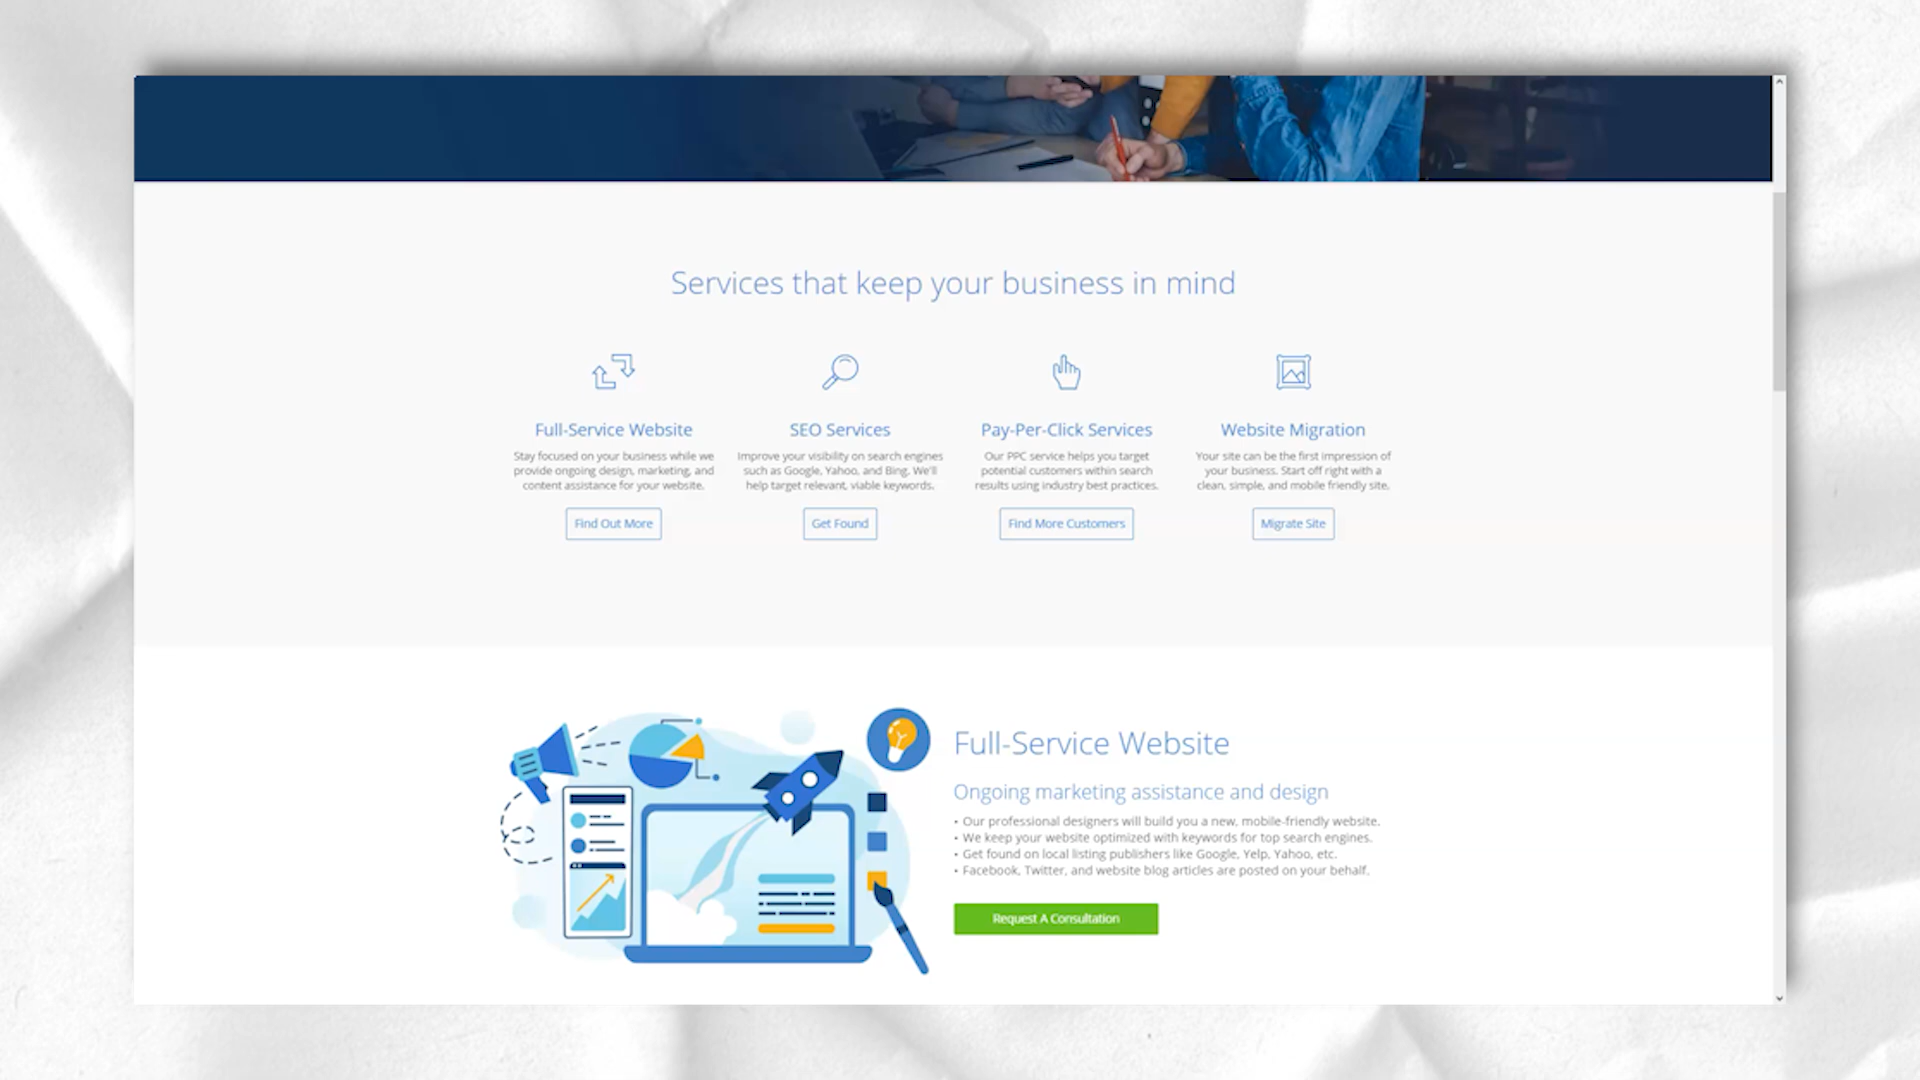 Services that keep your business in mind
Full-Service Website
Stay focused on your business while we
provide ongoing design, marketing, and
content assistance for your website.
Find Out More
SEO Services
Improve your visibility on search engines
such as Google, Yahoo, and Bing. We'll
help target relevant, viable keywords.
Get Found
Pay-Per-Click Services
Our PPC service helps you target
potential customers within search
results using industry best practices.
Find More Customers
Website Migration
Your site can be the first impression of
your business. Start off right with a
clean, simple, and mobile friendly site.
Migrate Site
Full-Service Website
Ongoing marketing assistance and design
• Our professional designers will build you a new, mobile-friendly website.
• We keep your website optimized with keywords for top search engines.
• Get found on local listing publishers like Google, Yelp, Yahoo, etc.
• Facebook, Twitter, and website blog articles are posted on your behalf.
Request A Consultation